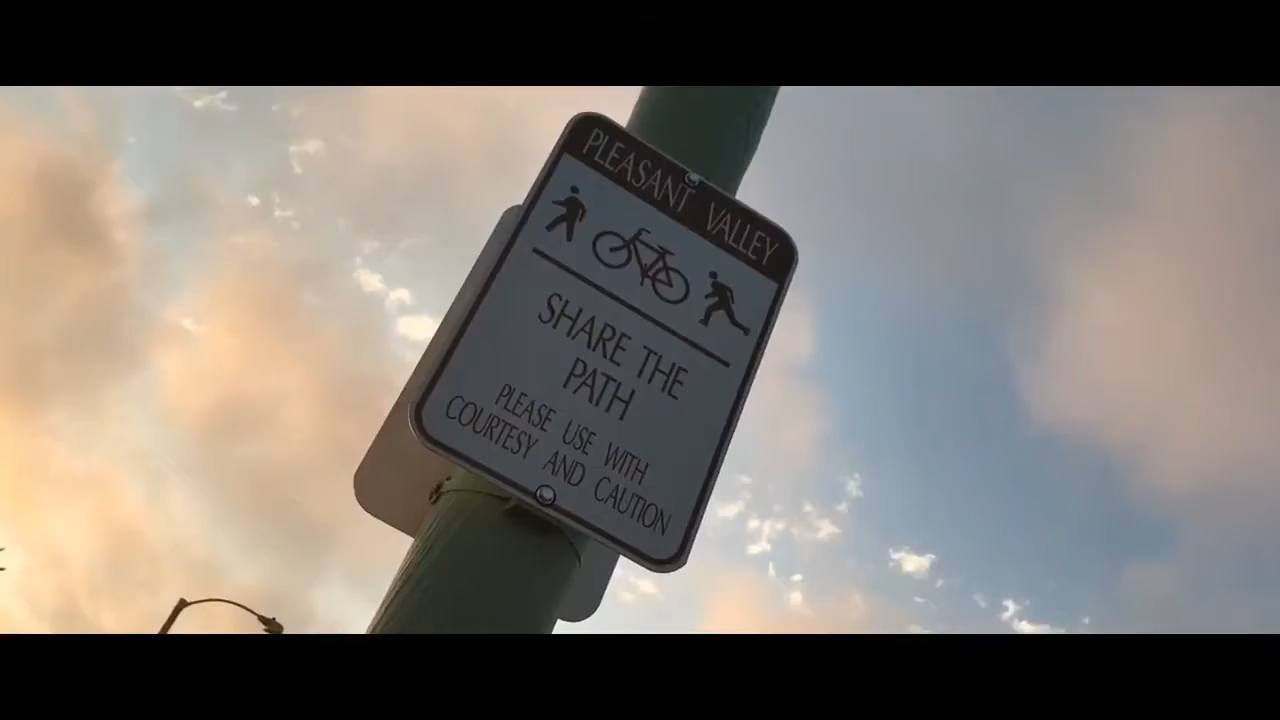 PLEASANT VALLEY
SHARE THE
PATH
PLEASE USE WITH
COURTESY AND CAUTION